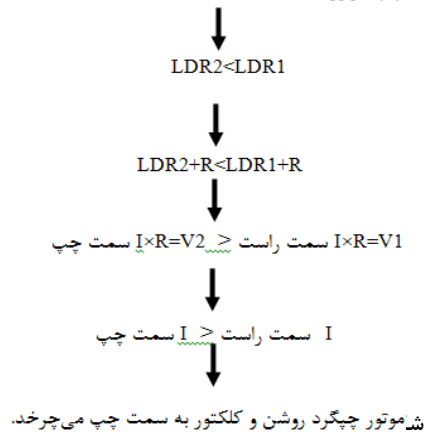 LDR2<LDR1
LDR2+R<LDR1+R
I×R=V1 سمت راست > I×R=V2 سمت چپ
I سمت راست > I سمت چپ
موتور چپگرد روشن و کلکتور به سمت چپ می‌چرخد.